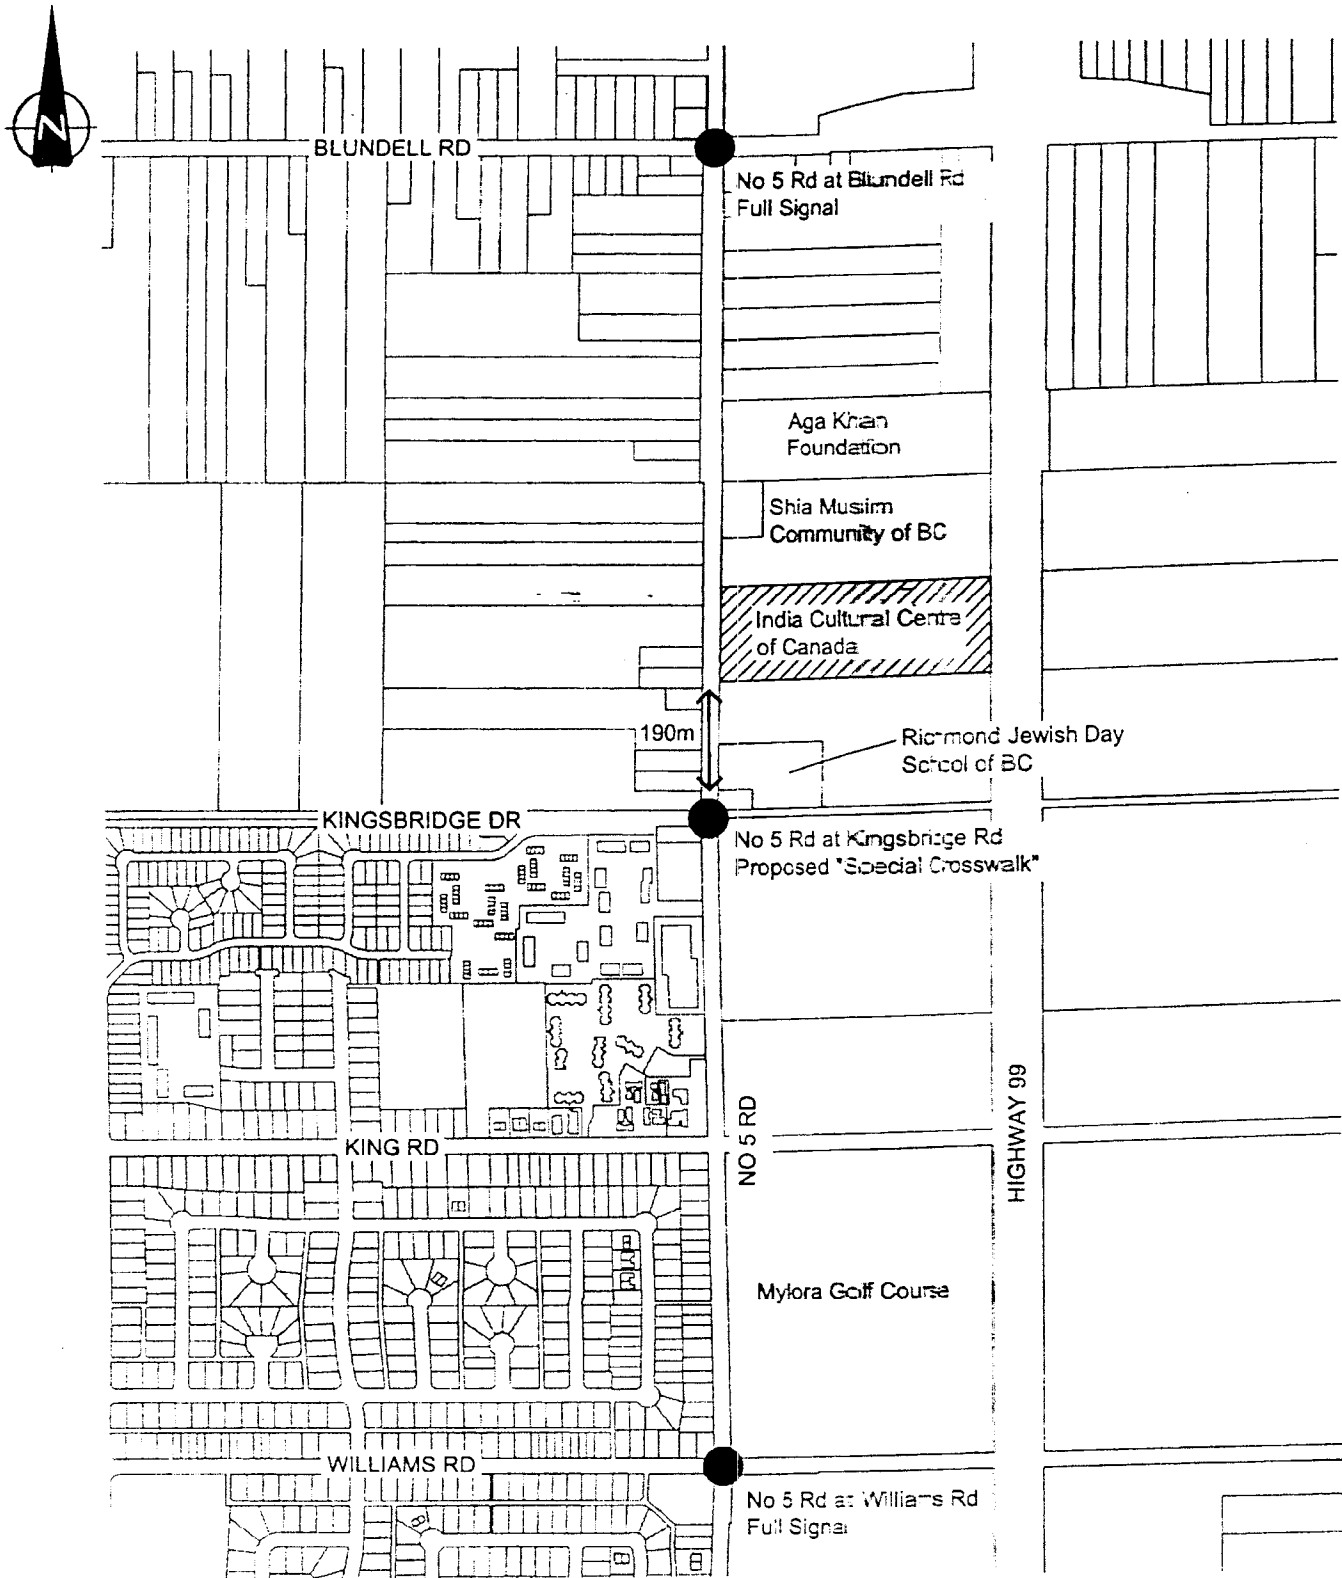 N
BLUNDELL RD
No 5 Rd at Blundell Rd
Full Signal
Aga Khan
Foundation
Shia Muslim
Community of BC
India Cultural Centre
of Canada
190m
Richmond Jewish Day
School of BC
KINGSBRIDGE DR
No 5 Rd at Kingsbridge Rd
Proposed "Special Crosswalk"
HIGHWAY 99
NO 5 RD
KING RD
Mylora Golf Course
WILLIAMS RD
No 5 Rd at Williams Rd
Full Signal